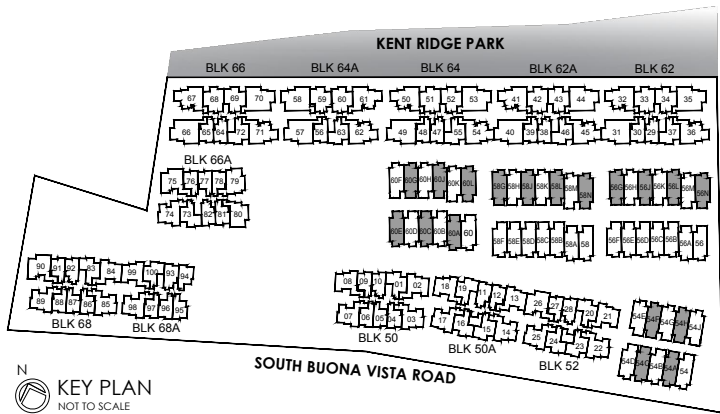 KENT RIDGE PARK
BLK 66 BLK 64A BLK 64 BLK 62A BLK 62
67 68 69 70 58 59 60 61 50 51 52 53 41 42 43 44 32 33 34 35
66 65 64 72 71 57 56 63 62 49 48 47 55 54 40 39 38 46 45 31 30 29 37 36
BLK 66A
75 76 77 78 79
60F 60G 60H 60J 60K 60L 58G 58H 58J 58K 58L 58M 58N 56G 56H 56J 56K 56L 56M 56N
74 73 82 81 80
60E 60D 60C 60B 60A 60 58F 58E 58D 58C 58B 58A 58 56F 56E 56D 56C 56B 56A 56
90 91 92 83 84 99 100 93 94
08 09 10 01 02 18 19 11 12 13 26 27 28 20 21
54E 54F 54G 54H 54J
89 88 87 86 85 98 97 96 95
07 06 05 04 03 17 16 15 14 25 24 23 22
BLK 68 BLK 68A
BLK 50 BLK 50A BLK 52
54D 54C 54B 54A 54
SOUTH BUONA VISTA ROAD
N
KEY PLAN
NOT TO SCALE